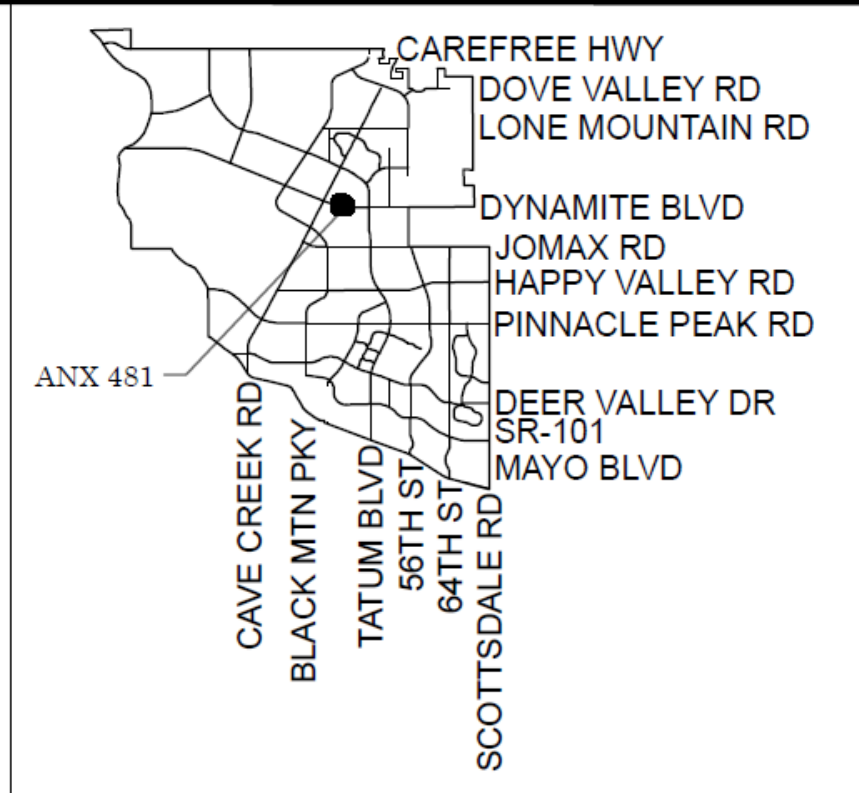 CAREFREE HWY
DOVE VALLEY RD
LONE MOUNTAIN RD
DYNAMITE BLVD
JOMAX RD
HAPPY VALLEY RD
PINNACLE PEAK RD
ANX 481
DEER VALLEY DR
SR-101
MAYO BLVD
CAVE CREEK RD
BLACK MTN PKY
TATUM BLVD
56TH ST
64TH ST
SCOTTSDALE RD